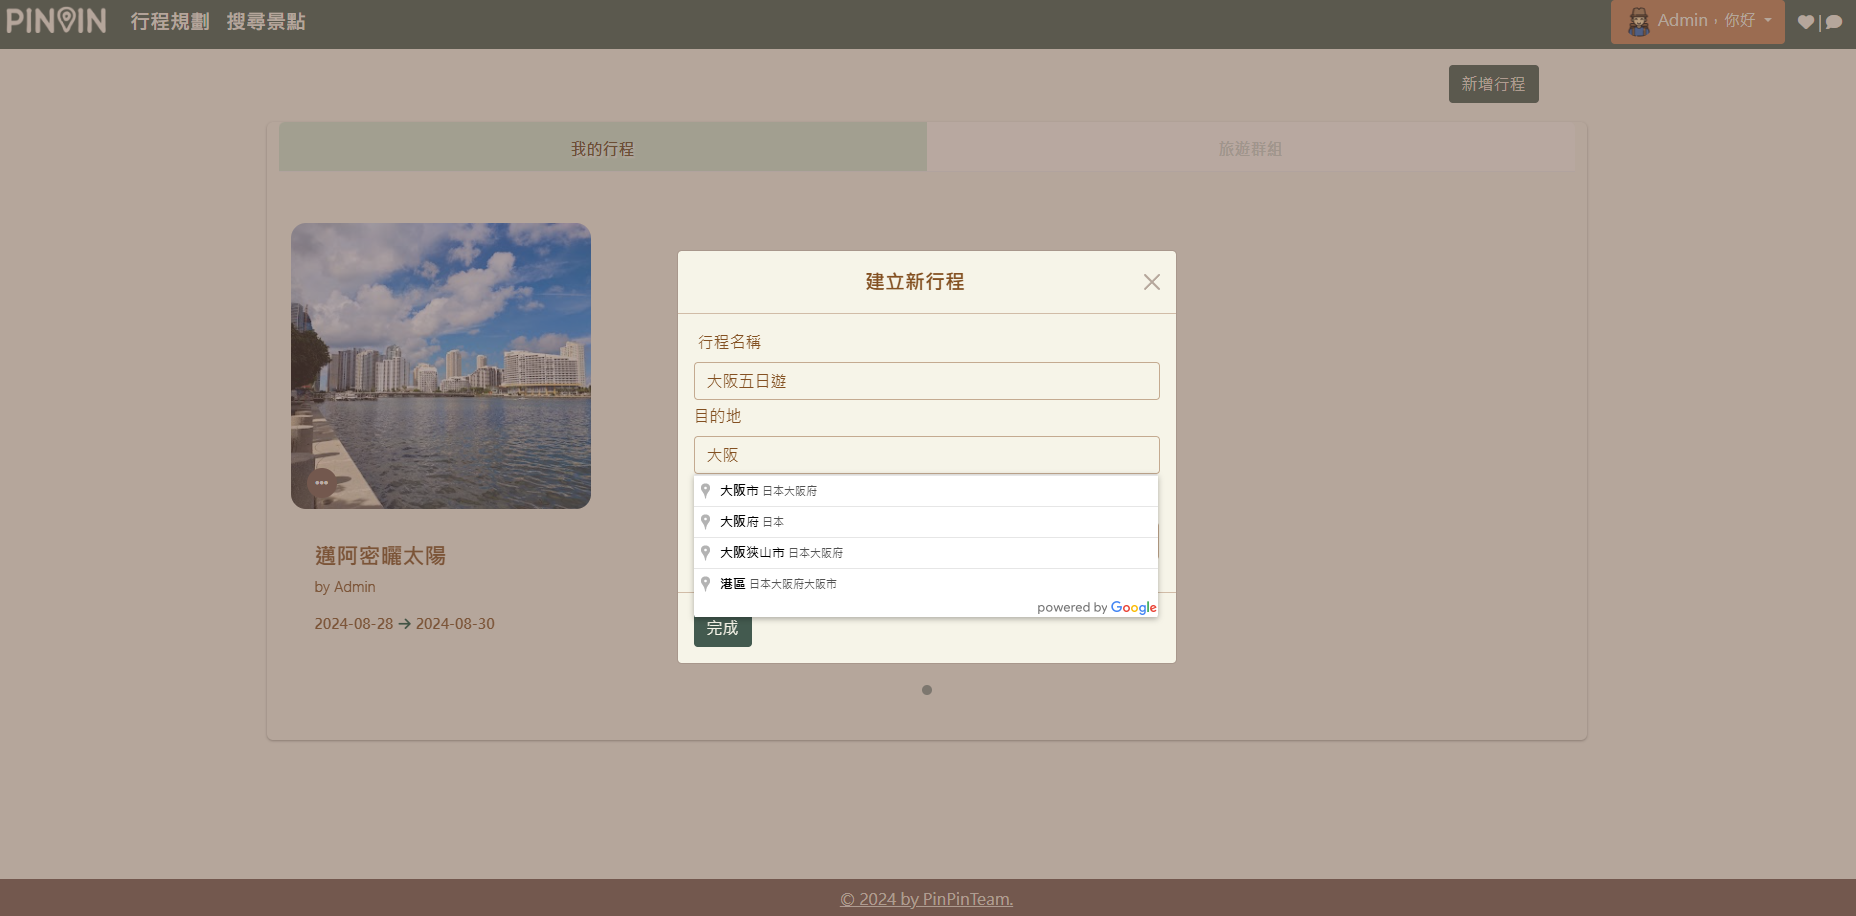 PINPIN 行程規劃 搜尋景點 Admin，你好
新增行程
我的行程 旅遊群組
邁阿密曬太陽
by Admin
2024-08-28 → 2024-08-30
建立新行程
行程名稱
大阪五日遊
目的地
大阪
大阪市 日本大阪府
大阪府 日本
大阪狹山市 日本大阪府
港區 日本大阪府大阪市
powered by Google
完成
© 2024 by PinPinTeam.